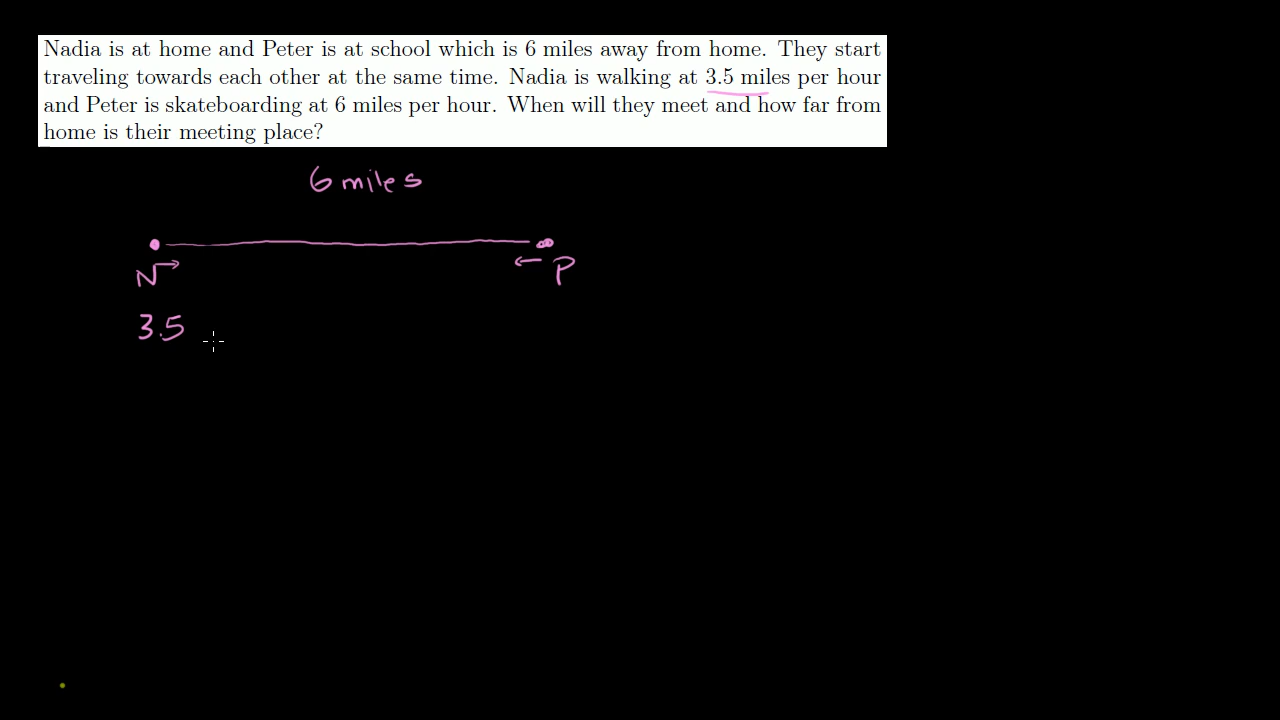 Nadia is at home and Peter is at school which is 6 miles away from home. They start
traveling towards each other at the same time. Nadia is walking at 3.5 miles per hour
and Peter is skateboarding at 6 miles per hour. When will they meet and how far from
home is their meeting place?
6 miles
N P
3.5